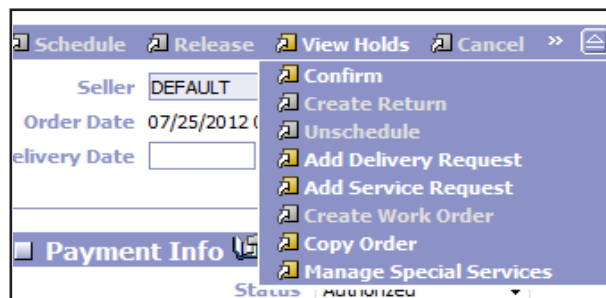 Schedule Release View Holds Cancel »
Seller DEFAULT
Confirm
Create Return
Order Date 07/25/2012
Unschedule
elivery Date
Add Delivery Request
Add Service Request
Create Work Order
Payment Info
Copy Order
Manage Special Services
Status Authorized